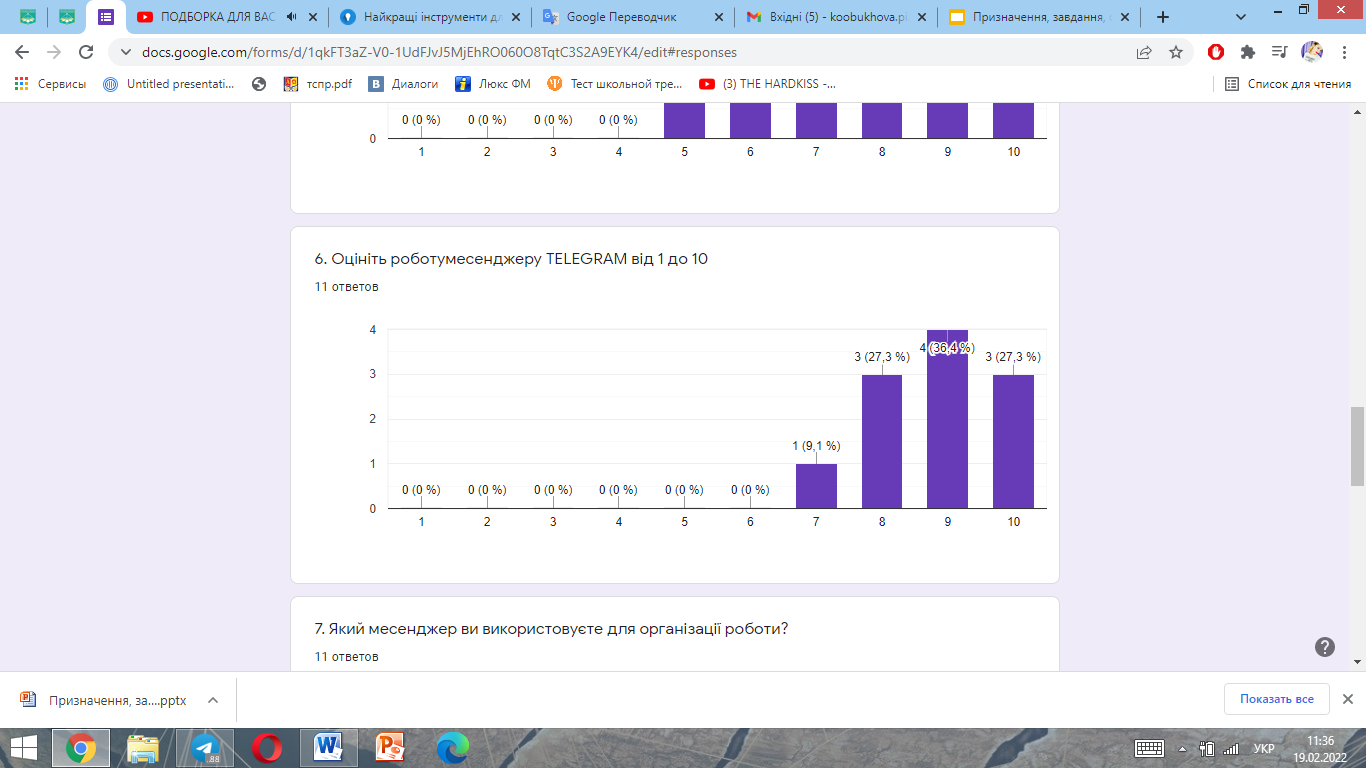 ПОДБОРКА ДЛЯ ВАС
Найкращі інструменти дл
Google Переводчик
Вхідні (5) - koobukhova.pi
Призначення, завдання,
docs.google.com/forms/d/1qkFT3aZ-V0-1UdFJvJ5MjEhRO060O8TqtC3S2A9EYK4/edit#responses
Сервисы
Untitled presentati...
тспр.pdf
Диалоги
Люкс ФМ
Тест школьной тре...
(3) THE HARDKISS -...
Список для чтения
0 (0 %) 0 (0 %) 0 (0 %) 0 (0 %)
0
1 2 3 4 5 6 7 8 9 10
6. Оцініть роботумесенджеру TELEGRAM від 1 до 10
11 ответов
4
3 (27,3 %) 4 (36,4 %) 3 (27,3 %)
3
2
1 (9,1 %)
1
0 (0 %) 0 (0 %) 0 (0 %) 0 (0 %) 0 (0 %) 0 (0 %)
0
1 2 3 4 5 6 7 8 9 10
7. Який месенджер ви використовуєте для організації роботи?
11 ответов
Призначення, за....pptx
Показать все
.88
УКР
11:36
19.02.2022